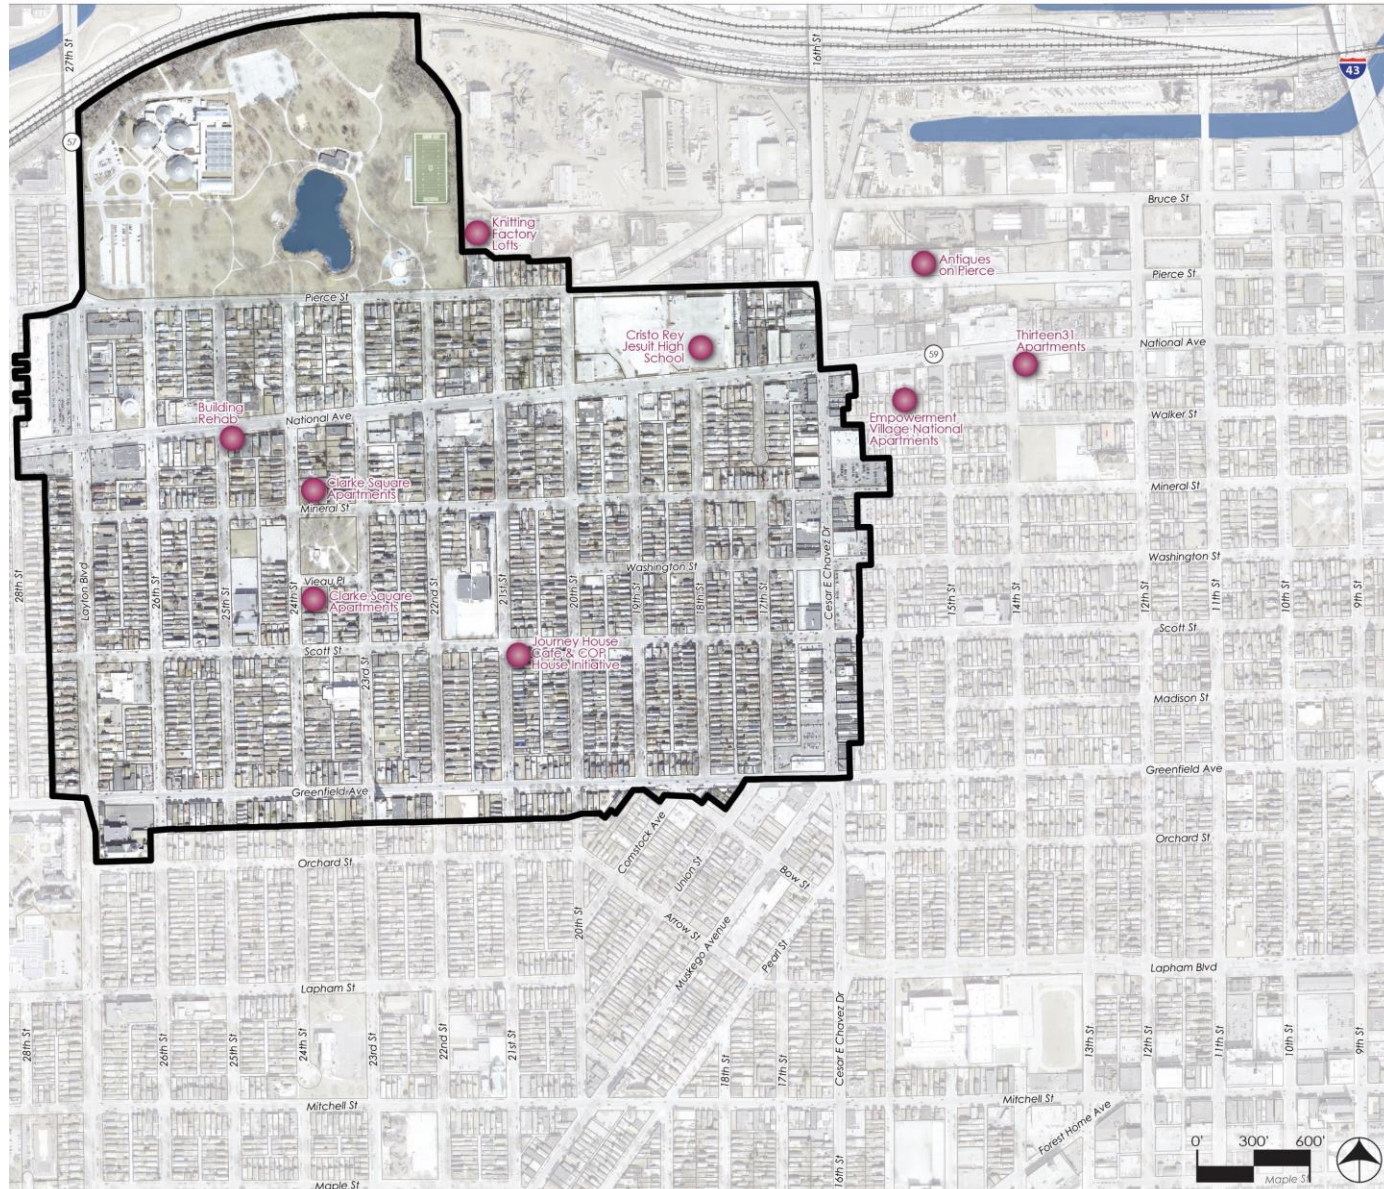 27th St
16th St
43
57
Bruce St
Knitting
Factory
Lofts
Antiques
on Pierce
Pierce St
Pierce St
Cristo Rey
Jesuit High
School
Thirteen31
Apartments
National Ave
59
Building
Rehab
National Ave
Empowerment
Village National
Apartments
Walker St
Clarke Square
Apartments
Mineral St
Mineral St
Washington St
Washington St
28th St
Layton Blvd
26th St
25th St
24th St
Vieau Pl
Clarke Square
Apartments
22nd St
21st St
20th St
19th St
18th St
17th St
Cesar E Chavez Dr
15th St
14th St
12th St
11th St
10th St
9th St
Scott St
Scott St
23rd St
Journey House
Cafe & COP
House Initiative
Madison St
Greenfield Ave
Greenfield Ave
Orchard St
Orchard St
Comstock Ave
Union St
Bow St
Arrow St
Muskego Avenue
Pearl St
20th St
Lapham St
Lapham Blvd
28th St
26th St
25th St
24th St
23rd St
22nd St
21st St
18th St
17th St
Cesar E Chavez Dr
13th St
12th St
11th St
10th St
9th St
Mitchell St
Mitchell St
Forest Home Ave
16th St
Maple St
0' 300' 600'
Maple St